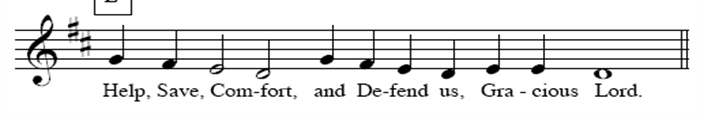 Help, Save, Com-fort, and De-fend us, Gra - cious Lord.